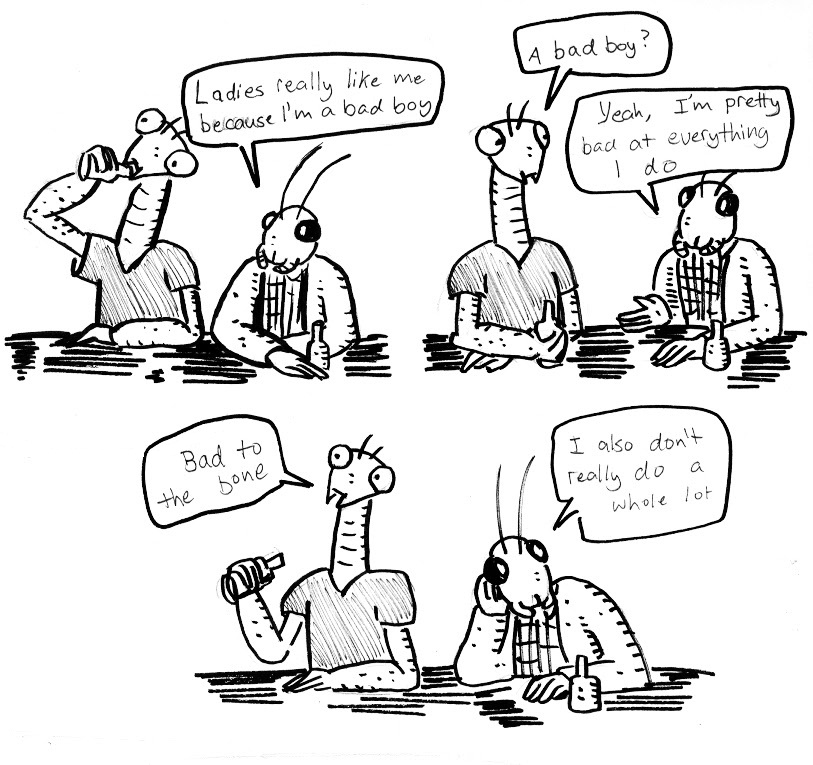 Ladies really like me
because I'm a bad boy
A bad boy?
Yeah, I'm pretty
bad at everything
I do
Bad to
the bone
I also don't
really do a
whole lot